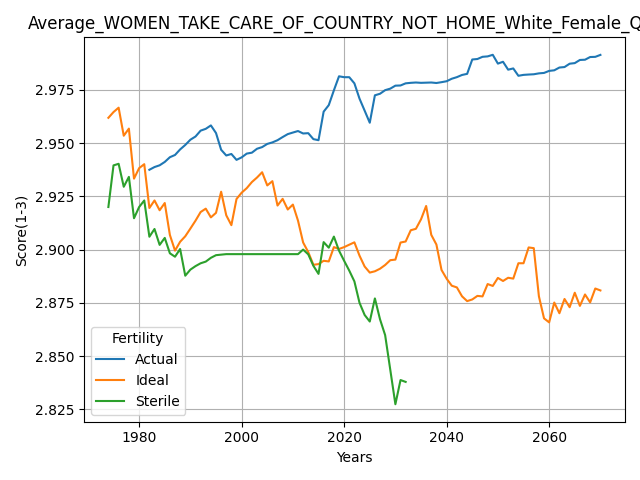 Average_WOMEN_TAKE_CARE_OF_COUNTRY_NOT_HOME_White_Female_Q
Score(1-3)
2.975
2.950
2.925
2.900
2.875
2.850
2.825
Fertility
Actual
Ideal
Sterile
1980 2000 2020 2040 2060
Years